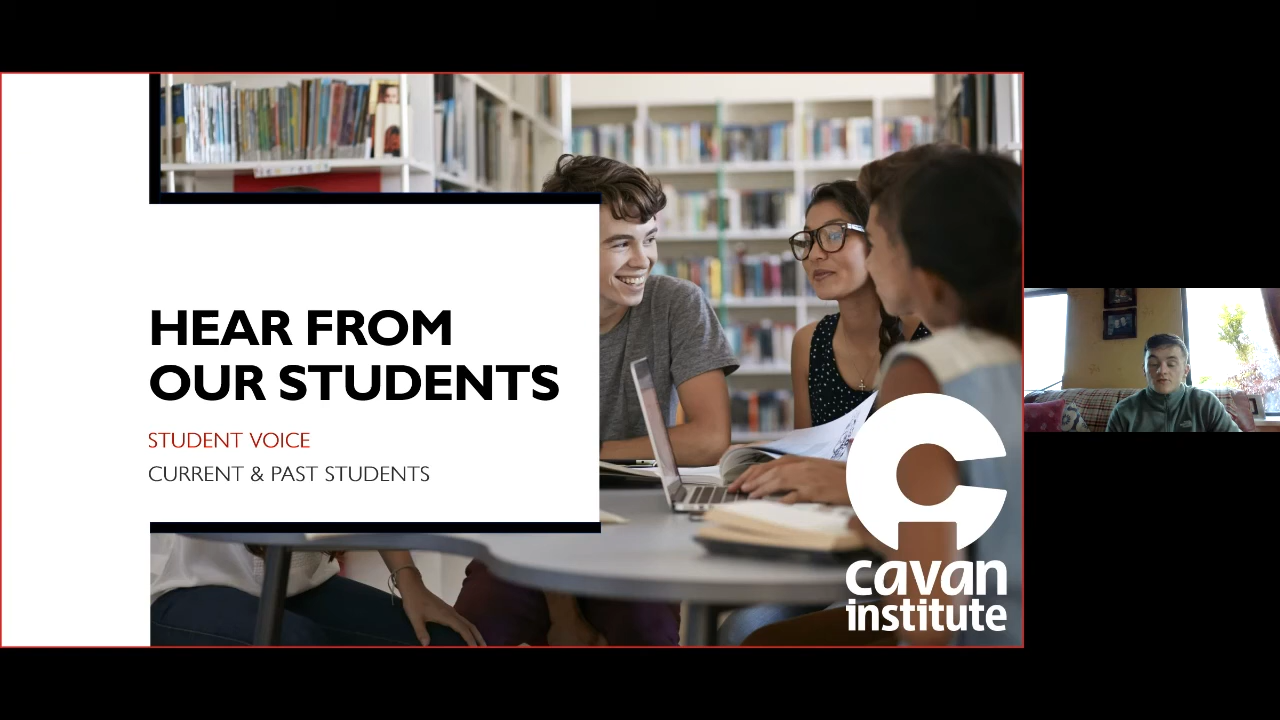 HEAR FROM
OUR STUDENTS
STUDENT VOICE
CURRENT & PAST STUDENTS
cavan
institute